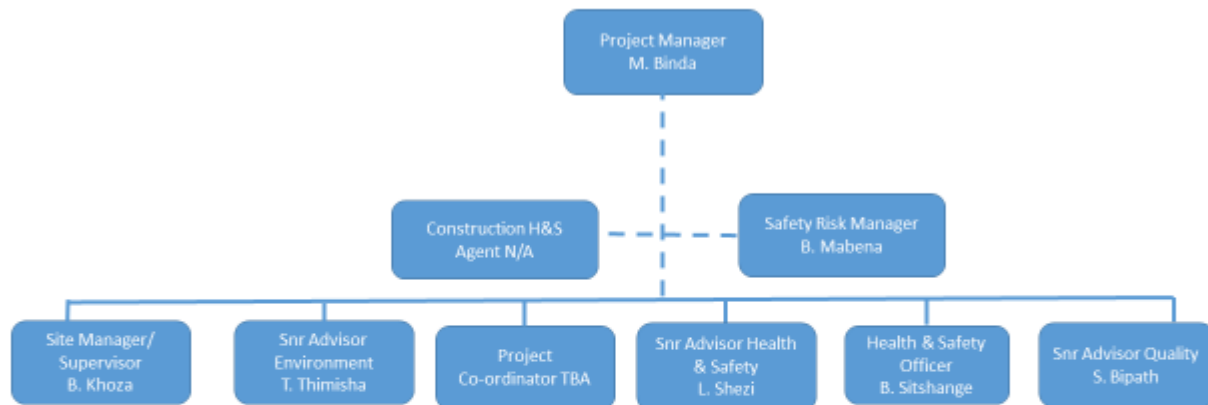 Project Manager
M. Binda
Construction H&S
Agent N/A
Safety Risk Manager
B. Mabena
Site Manager/
Supervisor
B. Khoza
Snr Advisor
Environment
T. Thimisha
Project
Co-ordinator TBA
Snr Advisor Health
& Safety
L. Shezi
Health & Safety
Officer
B. Sitshange
Snr Advisor Quality
S. Bipath